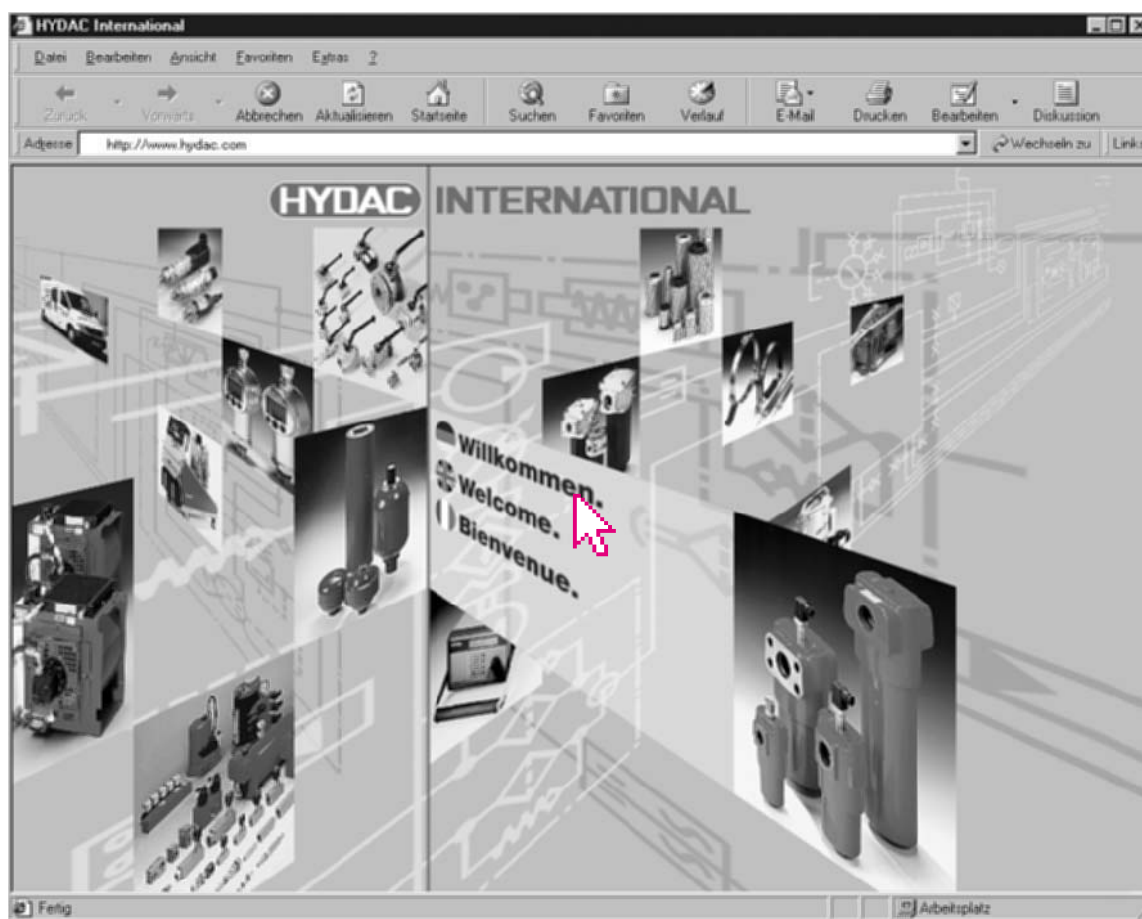 HYDAC International
Datei Bearbeiten Ansicht Favoriten Extras ?
Zurück Vorwärts Abbrechen Aktualisieren Startseite Suchen Favoriten Verlauf E-Mail Drucken Bearbeiten Diskussion
Adresse http://www.hydac.com Wechseln zu Links
HYDAC INTERNATIONAL
Willkommen.
Welcome.
Bienvenue.
Fertig Arbeitsplatz